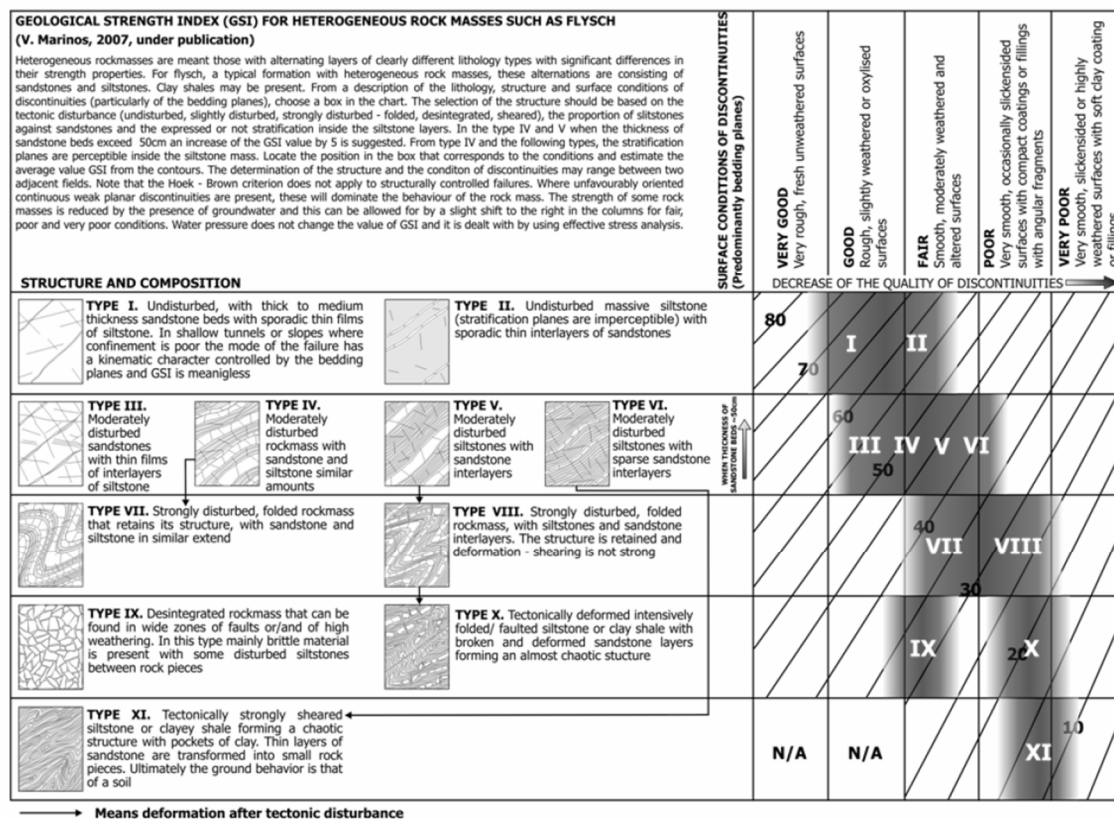 GEOLOGICAL STRENGTH INDEX (GSI) FOR HETEROGENEOUS ROCK MASSES SUCH AS FLYSCH
(V. Marinos, 2007, under publication)
Heterogeneous rockmasses are meant those with alternating layers of clearly different lithology types with significant differences in
their strength properties. For flysch, a typical formation with heterogeneous rock masses, these alternations are consisting of
sandstones and siltstones. Clay shales may be present. From a description of the lithology, structure and surface conditions of
discontinuities (particularly of the bedding planes), choose a box in the chart. The selection of the structure should be based on the
tectonic disturbance (undisturbed, slightly disturbed, strongly disturbed - folded, desintegrated, sheared), the proportion of slitstones
against sandstones and the expressed or not stratification inside the siltstone layers. In the type IV and V when the thickness of
sandstone beds exceed 50cm an increase of the GSI value by 5 is suggested. From type IV and the following types, the stratification
planes are perceptible inside the siltstone mass. Locate the position in the box that corresponds to the conditions and estimate the
average value GSI from the contours. The determination of the structure and the conditon of discontinuities may range between two
adjacent fields. Note that the Hoek - Brown criterion does not apply to structurally controlled failures. Where unfavourably oriented
continuous weak planar discontinuities are present, these will dominate the behaviour of the rock mass. The strength of some rock
masses is reduced by the presence of groundwater and this can be allowed for by a slight shift to the right in the columns for fair,
poor and very poor conditions. Water pressure does not change the value of GSI and it is dealt with by using effective stress analysis.
STRUCTURE AND COMPOSITION
SURFACE CONDITIONS OF DISCONTINUITIES
(Predominantly bedding planes)
VERY GOOD
Very rough, fresh unweathered surfaces
GOOD
Rough, slightly weathered or oxylised
surfaces
FAIR
Smooth, moderately weathered and
altered surfaces
POOR
Very smooth, occasionally slickensided
surfaces with compact coatings or fillings
with angular fragments
VERY POOR
Very smooth, slickensided or highly
weathered surfaces with soft clay coating
or fillings
DECREASE OF THE QUALITY OF DISCONTINUITIES
TYPE I. Undisturbed, with thick to medium
thickness sandstone beds with sporadic thin films
of siltstone. In shallow tunnels or slopes where
confinement is poor the mode of the failure has
a kinematic character controlled by the bedding
planes and GSI is meanigless
TYPE II. Undisturbed massive siltstone
(stratification planes are imperceptible) with
sporadic thin interlayers of sandstones
80
70
I
II
TYPE III.
Moderately
disturbed
sandstones
with thin films
of interlayers
of siltstone
TYPE IV.
Moderately
disturbed
rockmass with
sandstone and
siltstone similar
amounts
TYPE V.
Moderately
disturbed
siltstones with
sandstone
interlayers
TYPE VI.
Moderately
disturbed
siltstones with
sparse sandstone
interlayers
WHEN THICKNESS OF
SANDSTONE BEDS ~50cm
60
III IV V VI
50
TYPE VII. Strongly disturbed, folded rockmass
that retains its structure, with sandstone and
siltstone in similar extend
TYPE VIII. Strongly disturbed, folded
rockmass, with siltstones and sandstone
interlayers. The structure is retained and
deformation - shearing is not strong
40
VII VIII
30
TYPE IX. Desintegrated rockmass that can be
found in wide zones of faults or/and of high
weathering. In this type mainly brittle material
is present with some disturbed siltstones
between rock pieces
TYPE X. Tectonically deformed intensively
folded/ faulted siltstone or clay shale with
broken and deformed sandstone layers
forming an almost chaotic stucture
IX
20
X
TYPE XI. Tectonically strongly sheared
siltstone or clayey shale forming a chaotic
structure with pockets of clay. Thin layers of
sandstone are transformed into small rock
pieces. Ultimately the ground behavior is that
of a soil
N/A
N/A
10
XI
Means deformation after tectonic disturbance